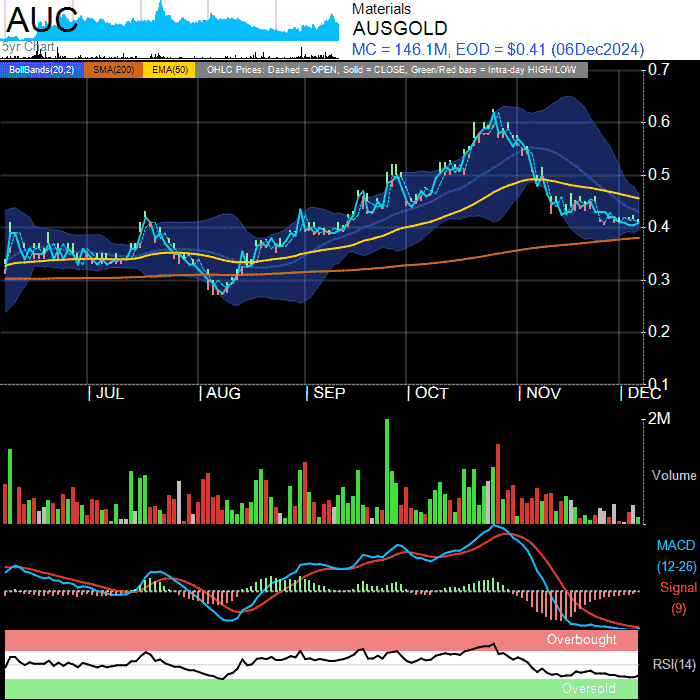 AUC
Materials
AUSGOLD
5yr Chart
MC = 146.1M, EOD = $0.41 (06Dec2024)
BollBands(20,2) SMA(200) EMA(50) OHLC Prices: Dashed = OPEN, Solid = CLOSE, Green/Red bars = Intra-day HIGH/LOW
0.7
0.6
0.5
0.4
0.3
0.2
0.1
| JUL | AUG | SEP | OCT | NOV | DEC
2M
Volume
MACD
(12-26)
Signal
(9)
Overbought
RSI(14)
Oversold